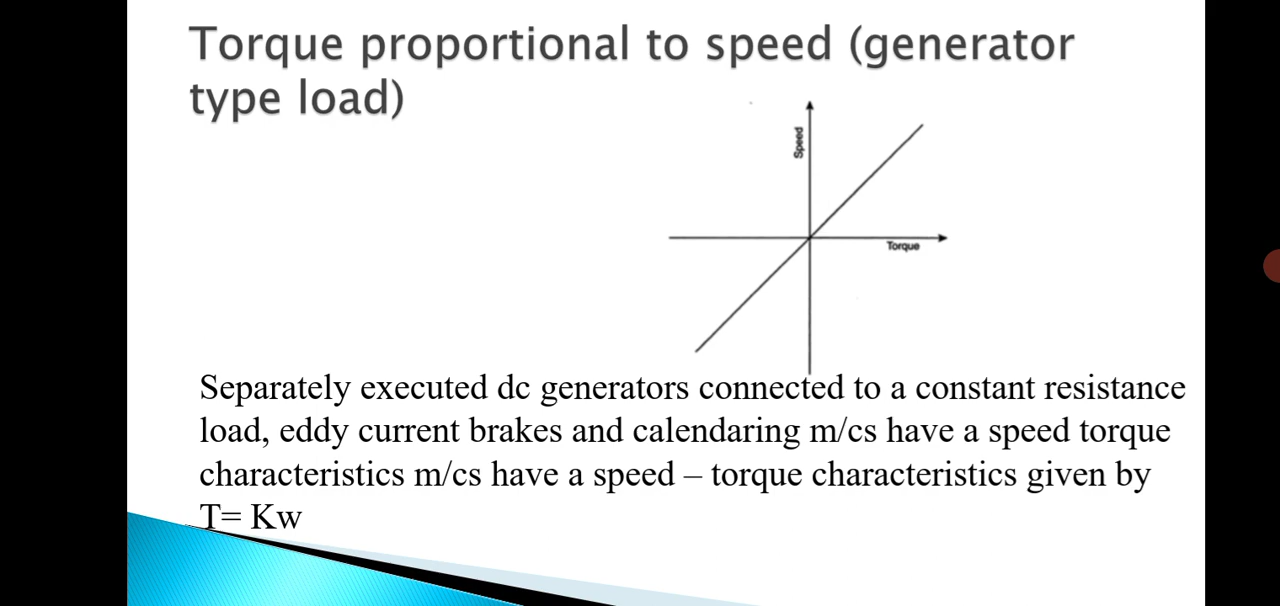 Torque proportional to speed (generator
type load)
Speed
Torque
Separately executed dc generators connected to a constant resistance
load, eddy current brakes and calendaring m/cs have a speed torque
characteristics m/cs have a speed – torque characteristics given by
T= Kw